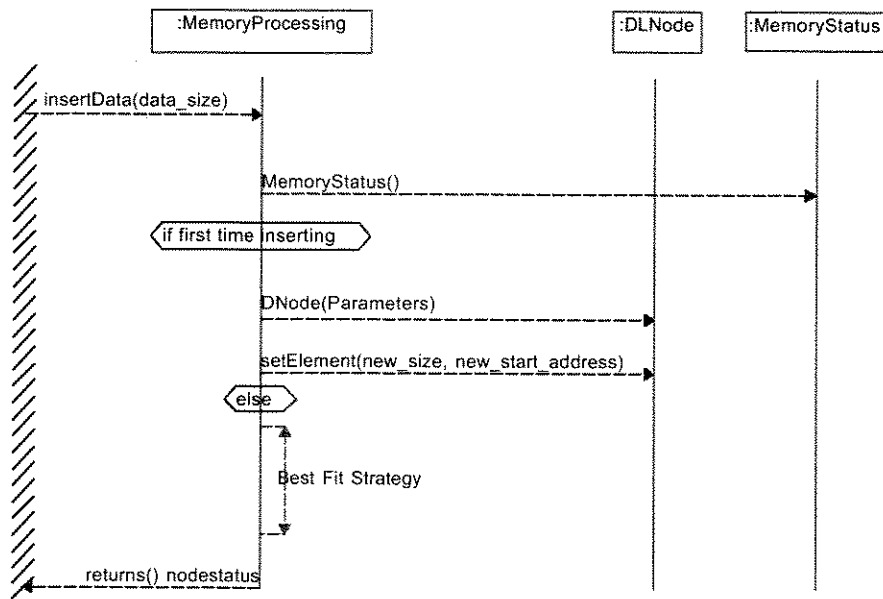 :MemoryProcessing
:DLNode
:MemoryStatus
insertData(data_size)
MemoryStatus()
if first time inserting
DNode(Parameters)
setElement(new_size, new_start_address)
else
Best Fit Strategy
returns() nodestatus